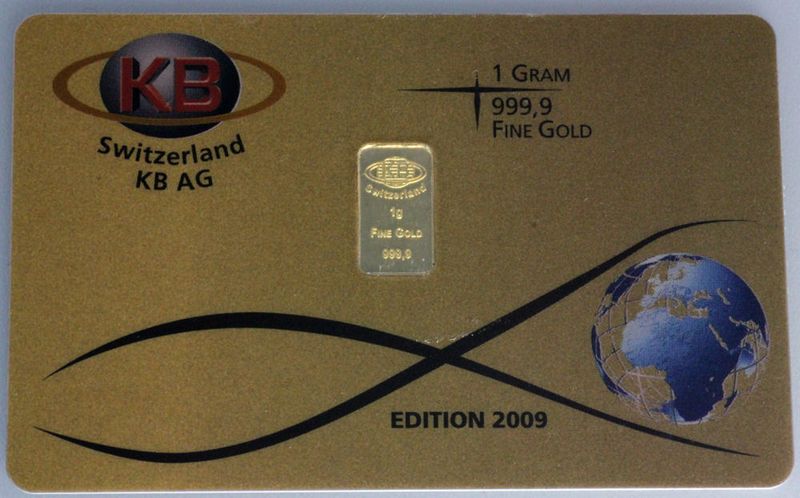 KB
Switzerland
KB AG
1 GRAM
999,9
FINE GOLD
Switzerland
1g
FINE GOLD
999,9
EDITION 2009